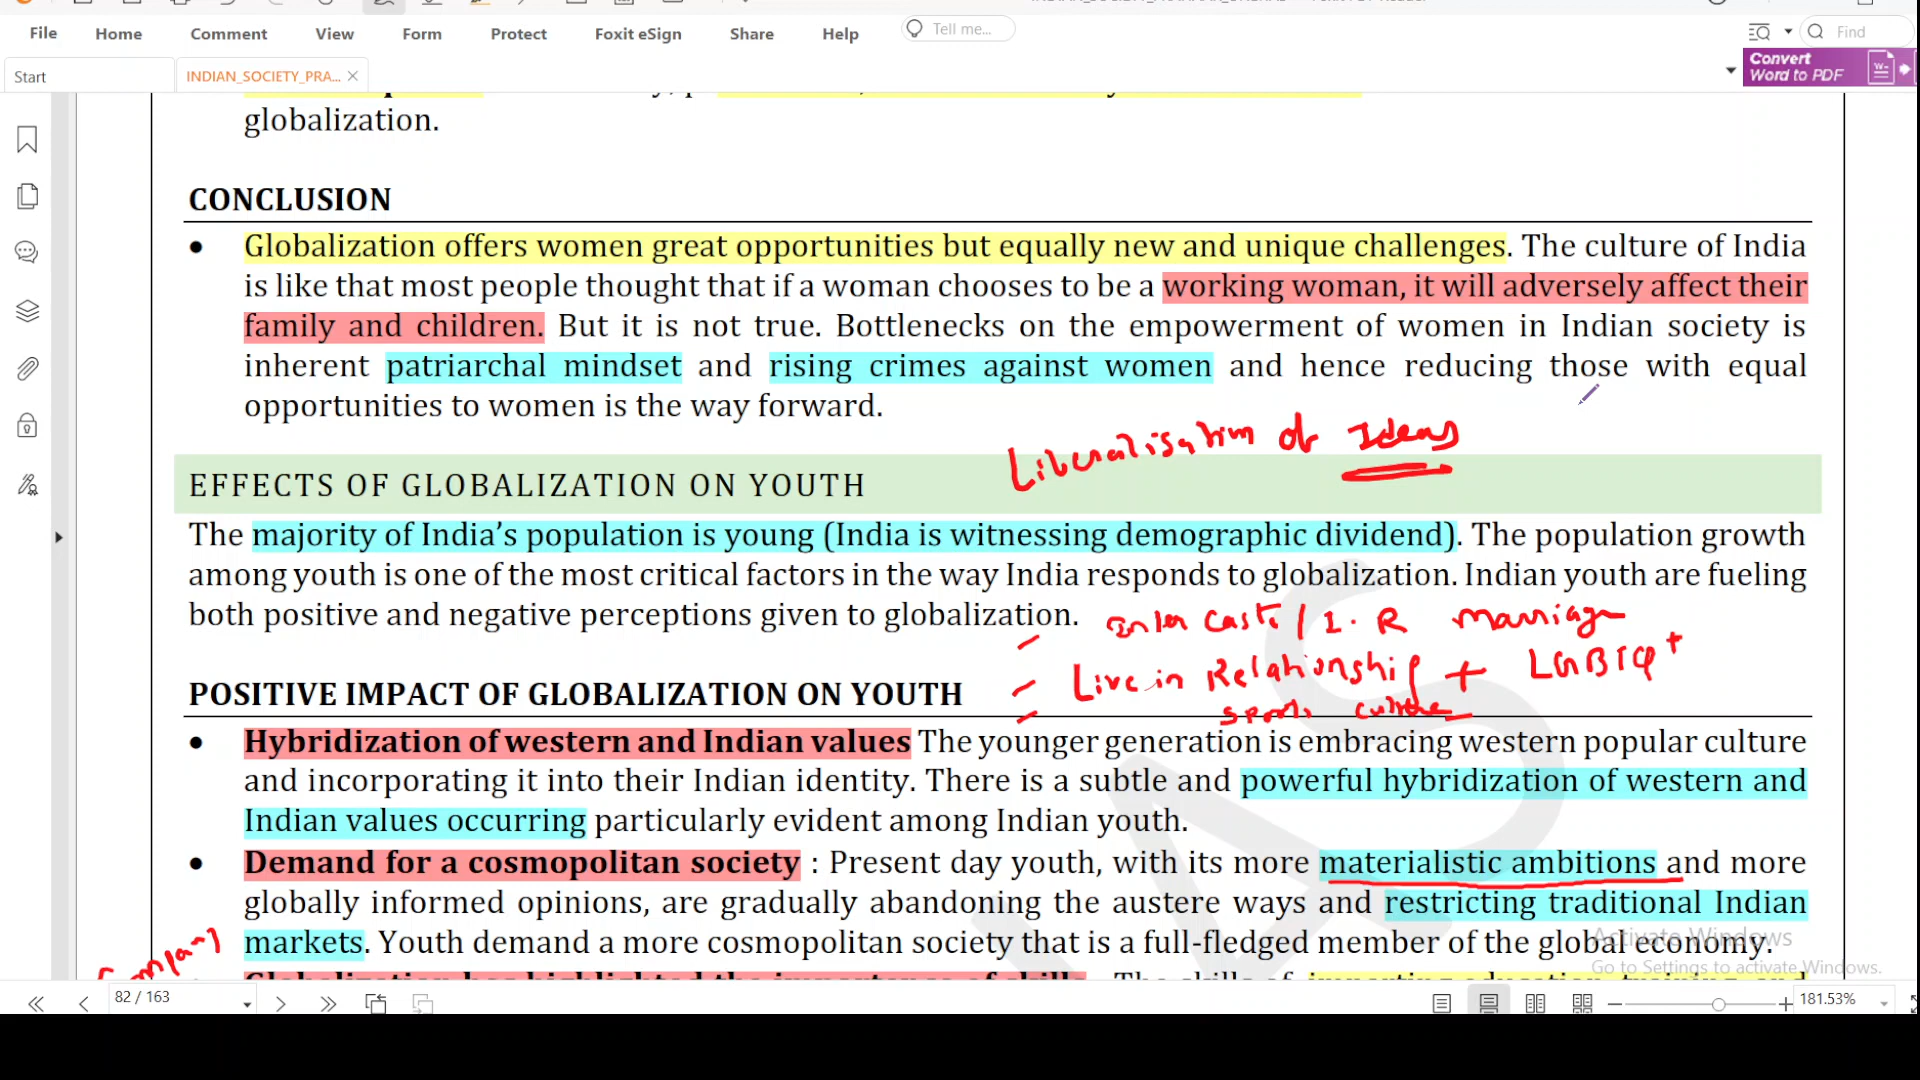 File Home Comment View Form Protect Foxit eSign Share Help Tell me... Find
Start INDIAN_SOCIETY_PRA...
Convert
Word to PDF
globalization.
CONCLUSION
• Globalization offers women great opportunities but equally new and unique challenges. The culture of India
is like that most people thought that if a woman chooses to be a working woman, it will adversely affect their
family and children. But it is not true. Bottlenecks on the empowerment of women in Indian society is
inherent patriarchal mindset and rising crimes against women and hence reducing those with equal
opportunities to women is the way forward.
Liberalisation of Ideas
EFFECTS OF GLOBALIZATION ON YOUTH
The majority of India's population is young (India is witnessing demographic dividend). The population growth
among youth is one of the most critical factors in the way India responds to globalization. Indian youth are fueling
both positive and negative perceptions given to globalization.
Inter Caste / I. R marriage
Live in Relationship + LGBTQ+
sports culture
POSITIVE IMPACT OF GLOBALIZATION ON YOUTH
• Hybridization of western and Indian values The younger generation is embracing western popular culture
and incorporating it into their Indian identity. There is a subtle and powerful hybridization of western and
Indian values occurring particularly evident among Indian youth.
• Demand for a cosmopolitan society : Present day youth, with its more materialistic ambitions and more
globally informed opinions, are gradually abandoning the austere ways and restricting traditional Indian
markets. Youth demand a more cosmopolitan society that is a full-fledged member of the global economy.
Company
Activate Windows
Go to Settings to activate Windows.
82 / 163
181.53%